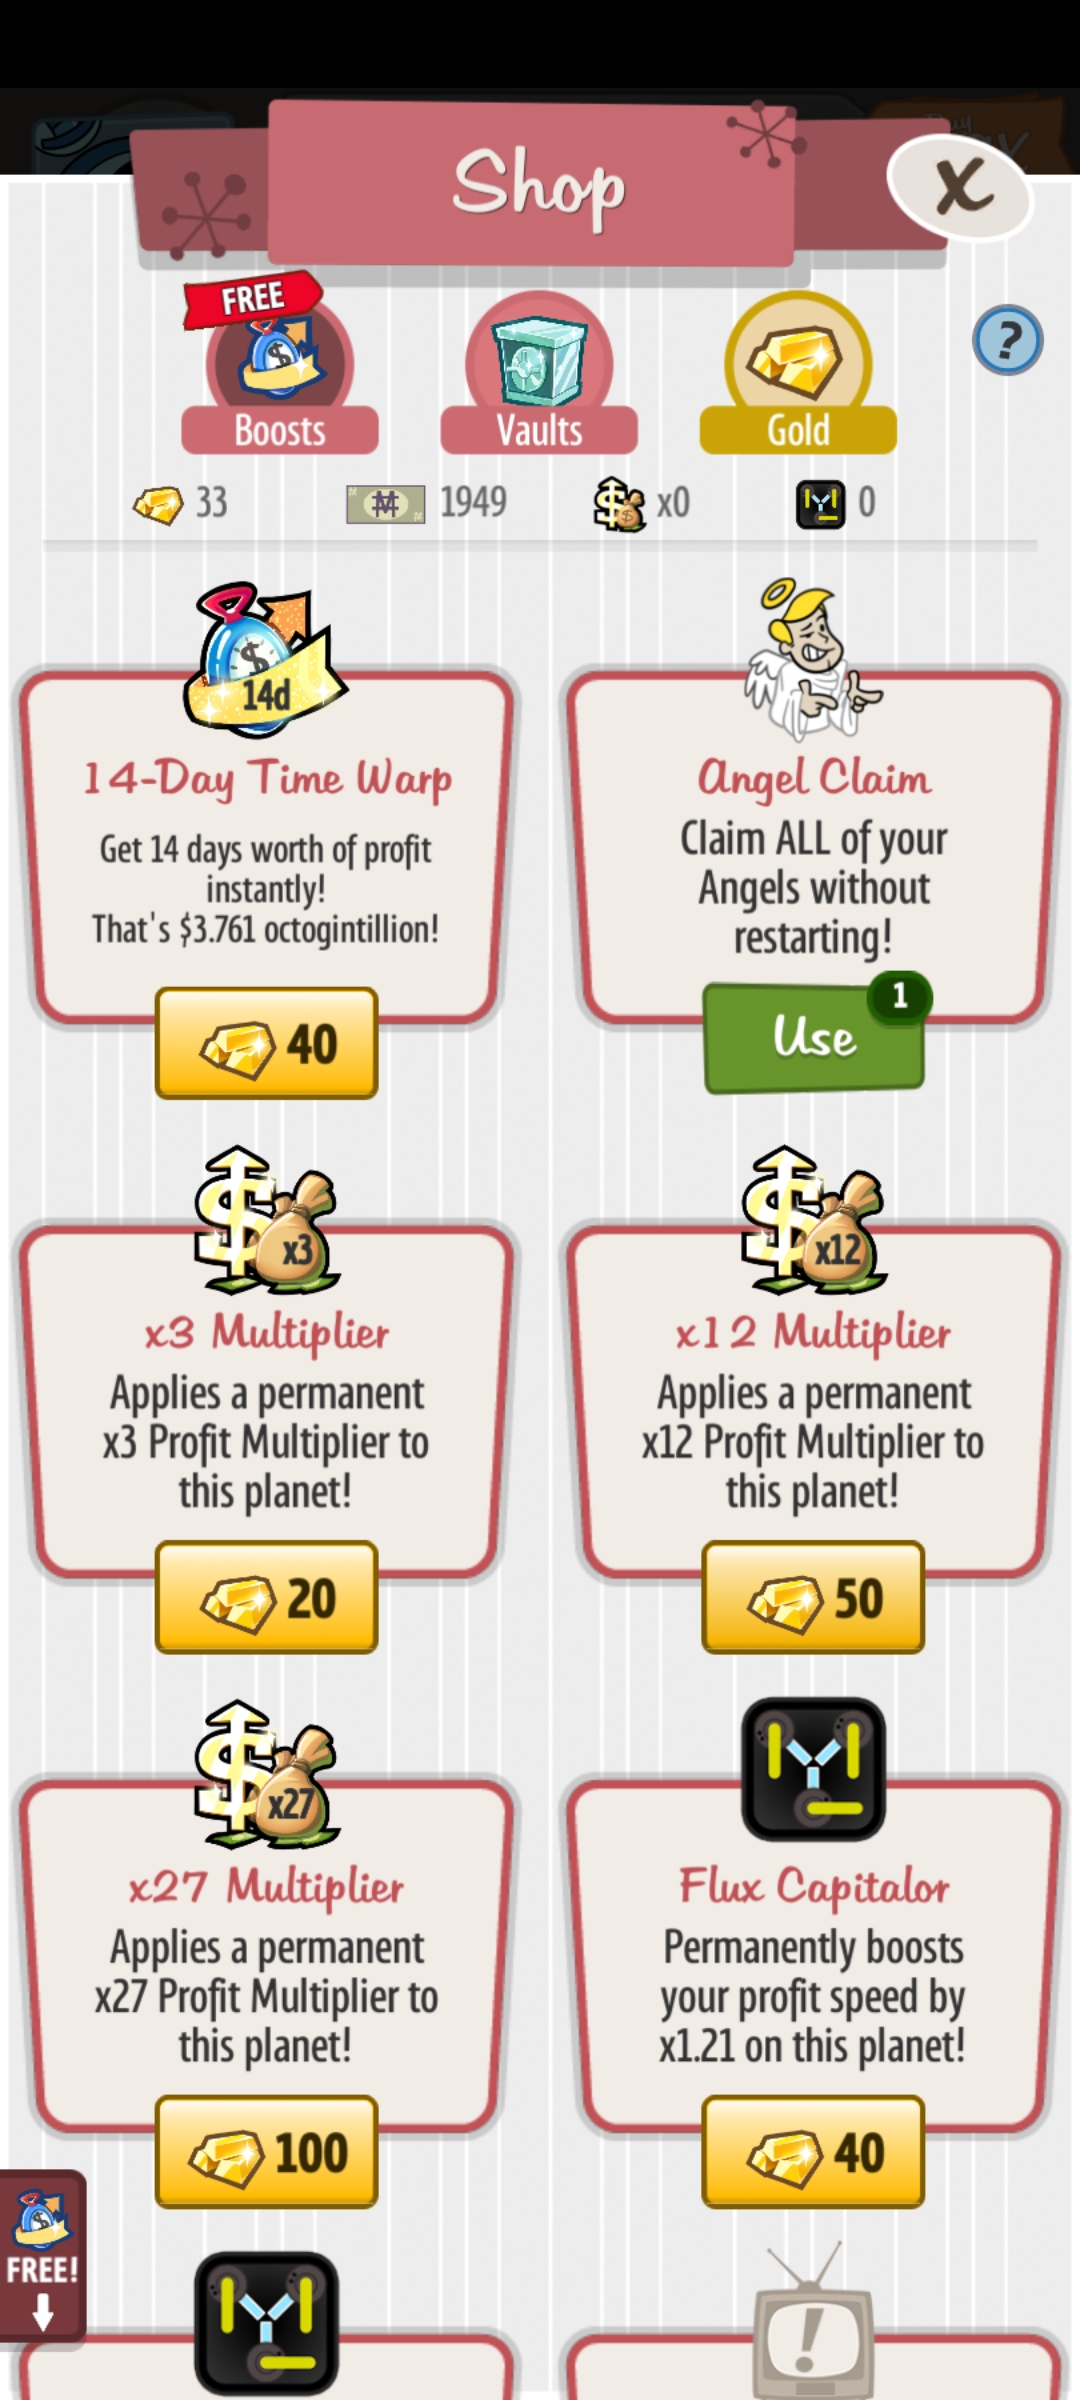 Shop
X
FREE
Boosts
Vaults
Gold
?
33
1949
x0
0
14d
14-Day Time Warp
Get 14 days worth of profit
instantly!
That's $3.761 octogintillion!
40
Angel Claim
Claim ALL of your
Angels without
restarting!
1
Use
x3
x3 Multiplier
Applies a permanent
x3 Profit Multiplier to
this planet!
20
x12
x12 Multiplier
Applies a permanent
x12 Profit Multiplier to
this planet!
50
x27
x27 Multiplier
Applies a permanent
x27 Profit Multiplier to
this planet!
100
Flux Capitalor
Permanently boosts
your profit speed by
x1.21 on this planet!
40
FREE!
!